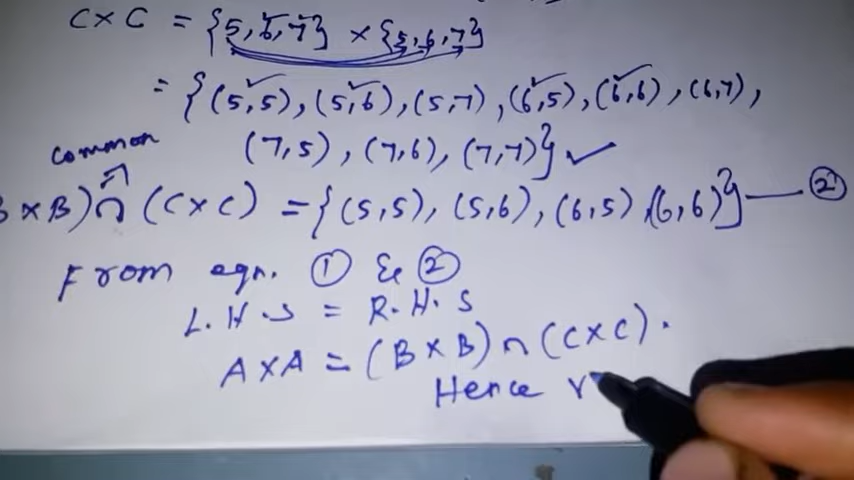 C × C = {5, 6, 7} × {5, 6, 7}
= {(5,5), (5,6), (5,7), (6,5), (6,6), (6,7),
common
(7,5), (7,6), (7,7)} ✓
× B) ∩ (C × C) = {(5,5), (5,6), (6,5), (6,6)} — ②
From eqn. ① & ②
L.H.S = R.H.S
A × A = (B × B) ∩ (C × C).
Hence v